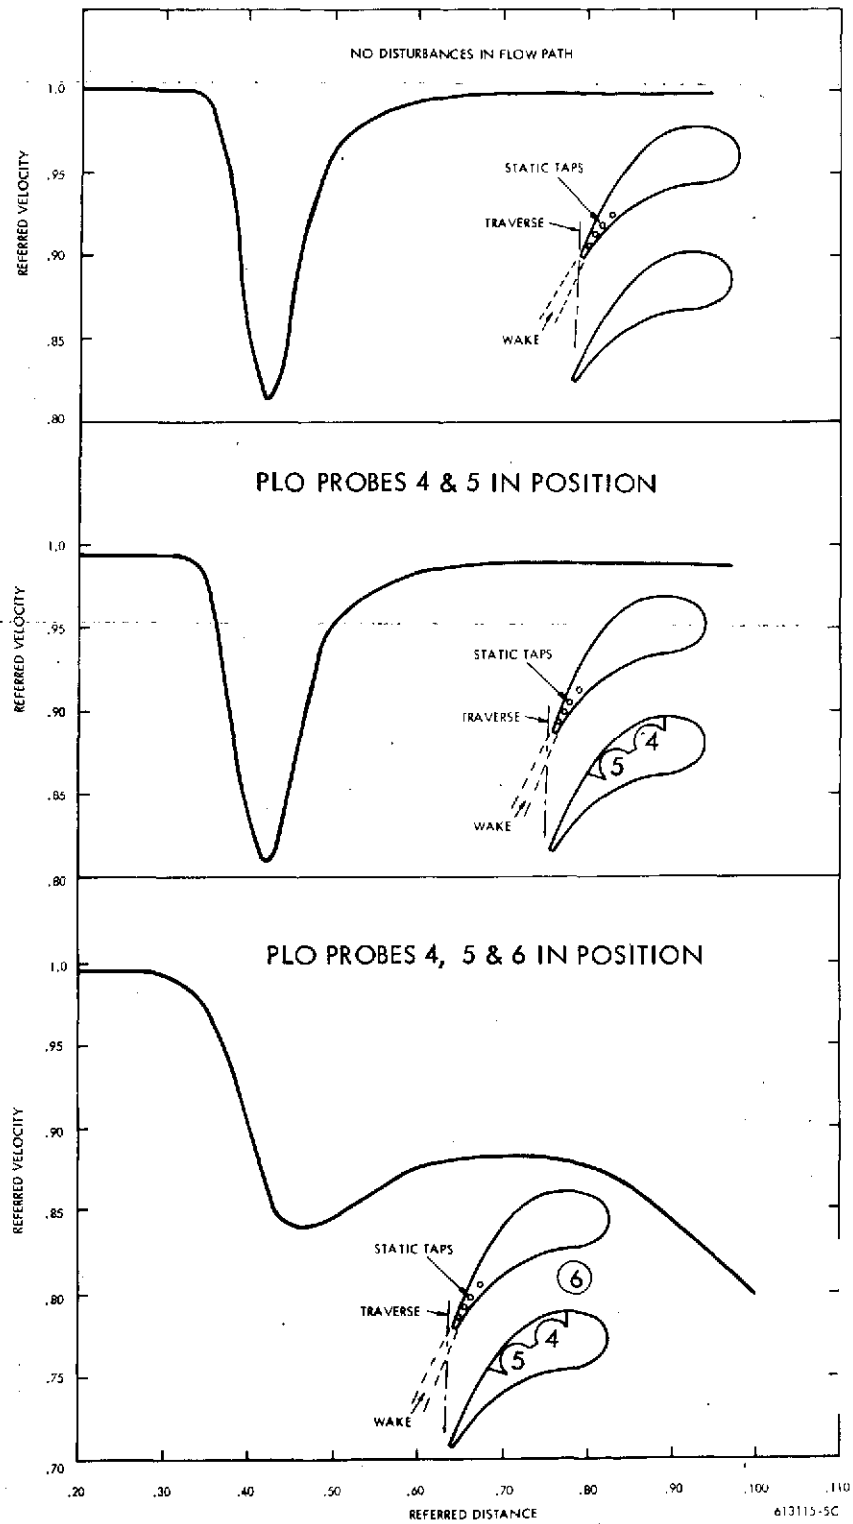 NO DISTURBANCES IN FLOW PATH
1.0
.95
.90
.85
.80
REFERRED VELOCITY
STATIC TAPS
TRAVERSE
WAKE
PLO PROBES 4 & 5 IN POSITION
1.0
.95
.90
.85
.80
REFERRED VELOCITY
STATIC TAPS
TRAVERSE
4
5
WAKE
PLO PROBES 4, 5 & 6 IN POSITION
1.0
.95
.90
.85
.80
.75
.70
REFERRED VELOCITY
STATIC TAPS
6
TRAVERSE
4
5
WAKE
.20 .30 .40 .50 .60 .70 .80 .90 .100 .110
REFERRED DISTANCE
613115-5C